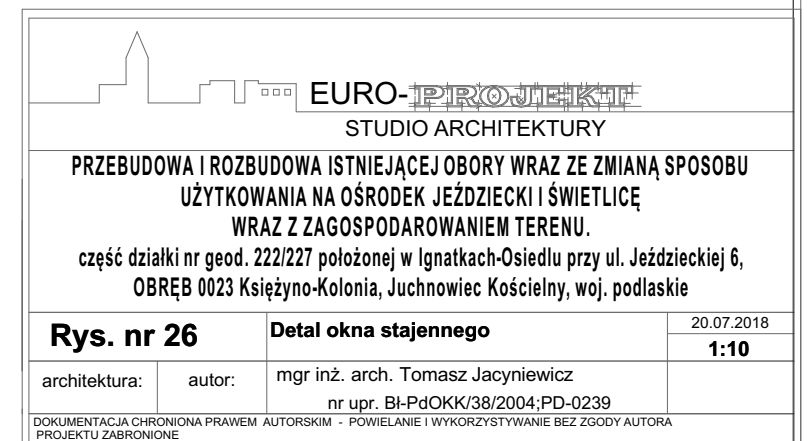 EURO-PROJEKT
STUDIO ARCHITEKTURY
PRZEBUDOWA I ROZBUDOWA ISTNIEJĄCEJ OBORY WRAZ ZE ZMIANĄ SPOSOBU
UŻYTKOWANIA NA OŚRODEK JEŹDZIECKI I ŚWIETLICĘ
WRAZ Z ZAGOSPODAROWANIEM TERENU.
część działki nr geod. 222/227 położonej w Ignatkach-Osiedlu przy ul. Jeździeckiej 6,
OBRĘB 0023 Księżyno-Kolonia, Juchnowiec Kościelny, woj. podlaskie
Rys. nr 26
Detal okna stajennego
20.07.2018
1:10
architektura:
autor:
mgr inż. arch. Tomasz Jacyniewicz
nr upr. Bł-PdOKK/38/2004;PD-0239
DOKUMENTACJA CHRONIONA PRAWEM AUTORSKIM - POWIELANIE I WYKORZYSTYWANIE BEZ ZGODY AUTORA
PROJEKTU ZABRONIONE